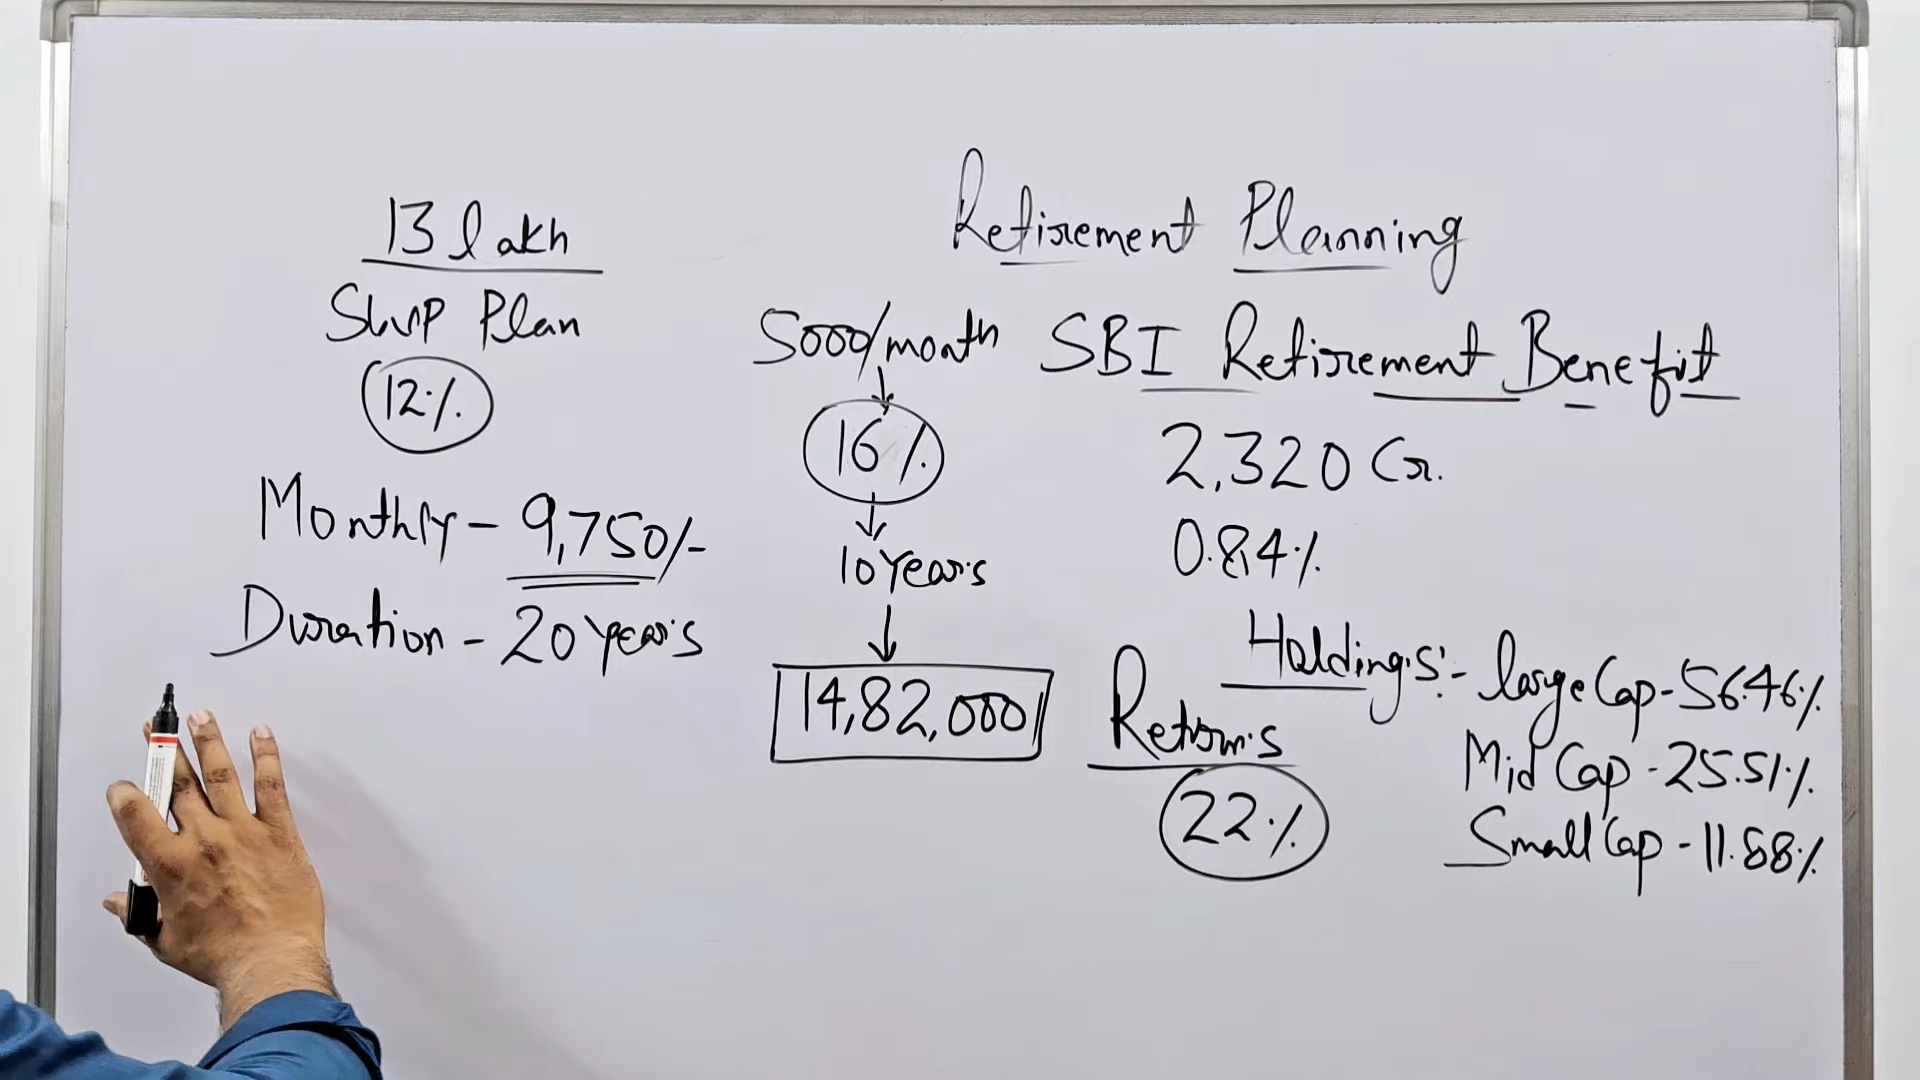 Retirement Planning
13 lakh
SWP Plan
12%
Monthly - 9,750/-
Duration - 20 Years
5000/month
16%
10 Years
14,82,000
SBI Retirement Benefit
2,320 Cr.
0.84%
Holdings:- large Cap - 56.46%
Mid Cap - 25.51%
Small Cap - 11.88%
Returns
22%